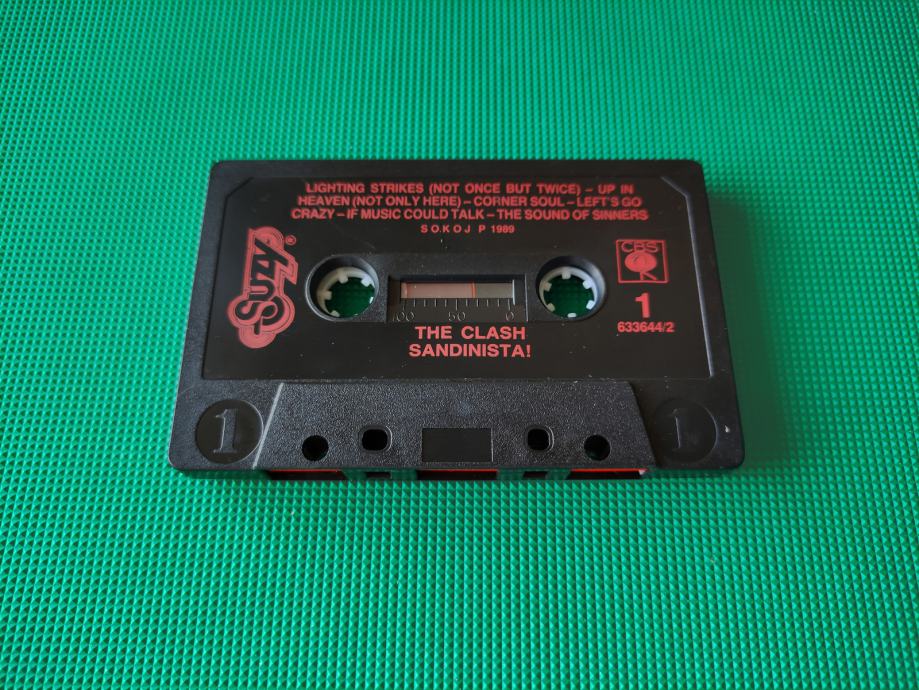 LIGHTING STRIKES (NOT ONCE BUT TWICE) – UP IN
HEAVEN (NOT ONLY HERE) – CORNER SOUL – LEFT'S GO
CRAZY – IF MUSIC COULD TALK – THE SOUND OF SINNERS
SOKOJ P 1989
SUZY ®
CBS
1
633644/2
100 50 0
THE CLASH
SANDINISTA!
1 1